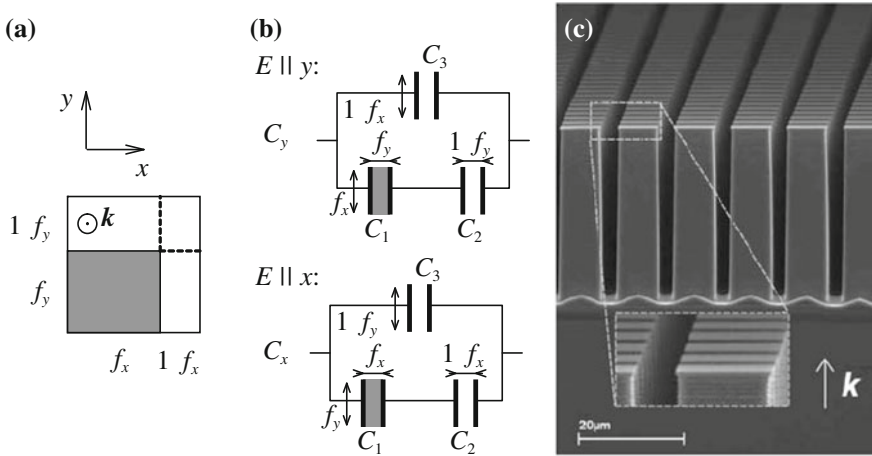 (a)
y
x
1 f_y
k
f_y
f_x 1 f_x
(b)
E || y:
C_3
1 f_x
C_y
f_y 1 f_y
f_x
C_1 C_2
E || x:
C_3
1 f_y
C_x
f_x 1 f_x
f_y
C_1 C_2
(c)
k
20μm